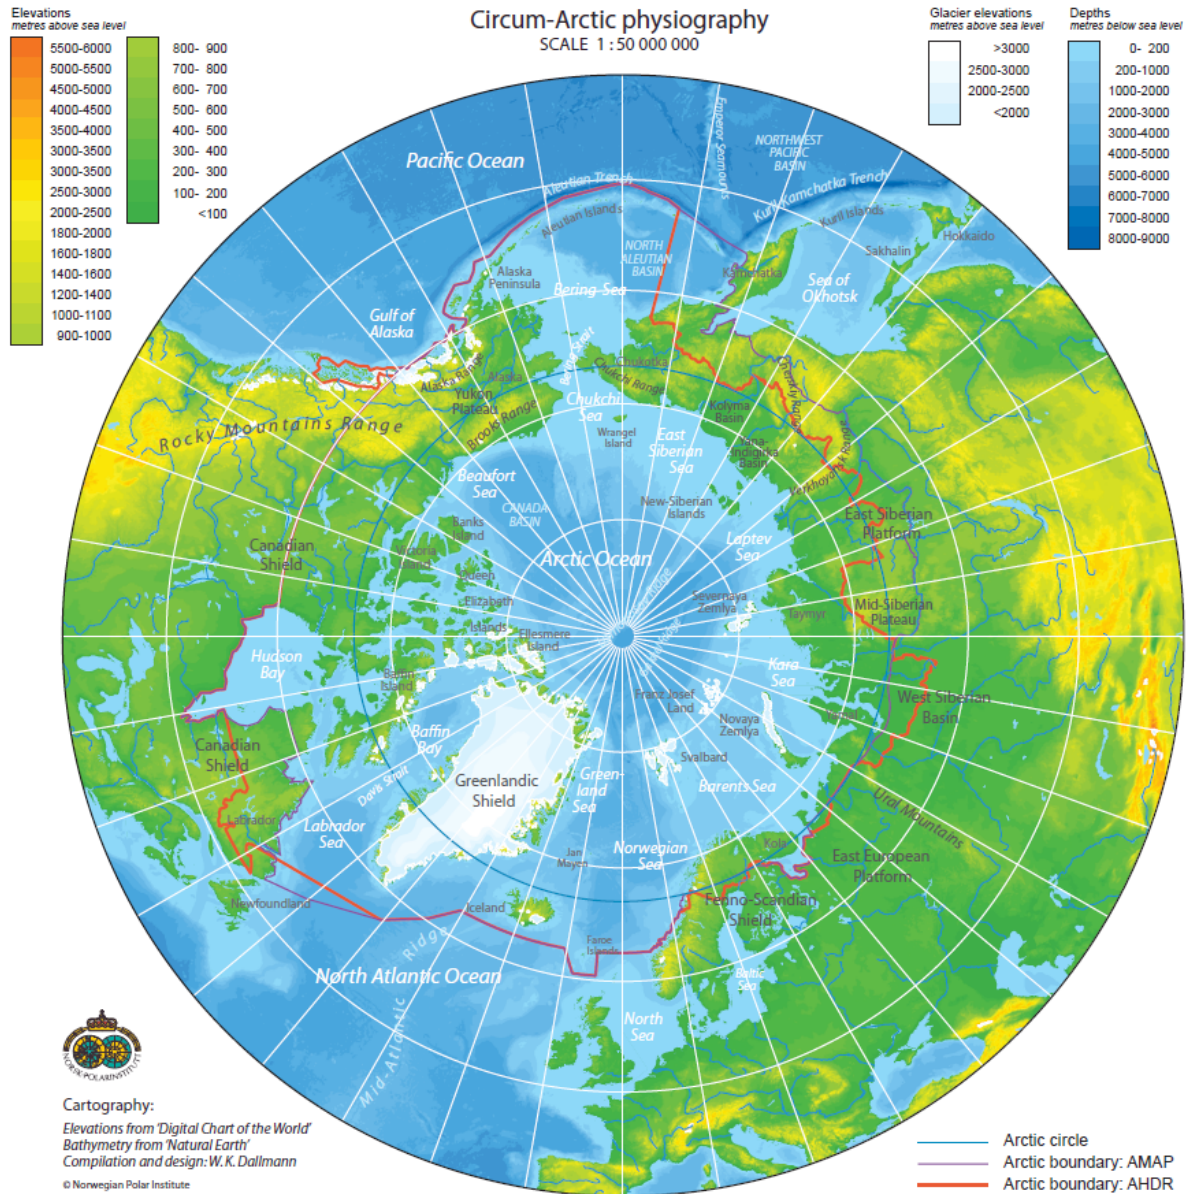 Circum-Arctic physiography
SCALE 1 : 50 000 000
Elevations
metres above sea level
5500-6000
5000-5500
4500-5000
4000-4500
3500-4000
3000-3500
2500-3000
2000-2500
1800-2000
1600-1800
1400-1600
1200-1400
1000-1100
900-1000
800- 900
700- 800
600- 700
500- 600
400- 500
300- 400
200- 300
100- 200
<100
Glacier elevations
metres above sea level
>3000
2500-3000
2000-2500
<2000
Depths
metres below sea level
0- 200
200-1000
1000-2000
2000-3000
3000-4000
4000-5000
5000-6000
6000-7000
7000-8000
8000-9000
Pacific Ocean
Emperor Seamounts
NORTHWEST
PACIFIC
BASIN
Aleutian Trench
Kuril Kamchatka Trench
Aleutian Islands
Kuril Islands
Hokkaido
Sakhalin
NORTH
ALEUTIAN
BASIN
Kamchatka
Sea of
Okhotsk
Alaska
Peninsula
Bering Sea
Gulf of
Alaska
Bering Strait
Chukotka
Chukchi Range
Cherskiy Range
Alaska Range
Alaska
Yukon
Plateau
Brooks Range
Chukchi
Sea
Kolyma
Basin
Rocky Mountains Range
Wrangel
Island
East
Siberian
Sea
Yana-
Indigirka
Basin
Verkhoyansk Range
Beaufort
Sea
CANADA
BASIN
New-Siberian
Islands
East Siberian
Platform
Banks
Island
Laptev
Sea
Canadian
Shield
Victoria
Island
Arctic Ocean
Queen
Elizabeth
Islands
Severnaya
Zemlya
Taymyr
Mid-Siberian
Plateau
Ellesmere
Island
Hudson
Bay
Baffin
Island
Kara
Sea
Franz Josef
Land
West Siberian
Basin
Novaya
Zemlya
Yamal
Canadian
Shield
Baffin
Bay
Svalbard
Davis Strait
Greenlandic
Shield
Green-
land
Sea
Barents Sea
Ural Mountains
Labrador
Labrador
Sea
Jan
Mayen
Norwegian
Sea
Kola
East European
Platform
Newfoundland
Iceland
Fenno-Scandian
Shield
Faroe
Islands
Mid-Atlantic Ridge
North Atlantic Ocean
Baltic
Sea
North
Sea
NORSK POLARINSTITUTT
Cartography:
Elevations from 'Digital Chart of the World'
Bathymetry from 'Natural Earth'
Compilation and design: W.K. Dallmann
© Norwegian Polar Institute
Arctic circle
Arctic boundary: AMAP
Arctic boundary: AHDR